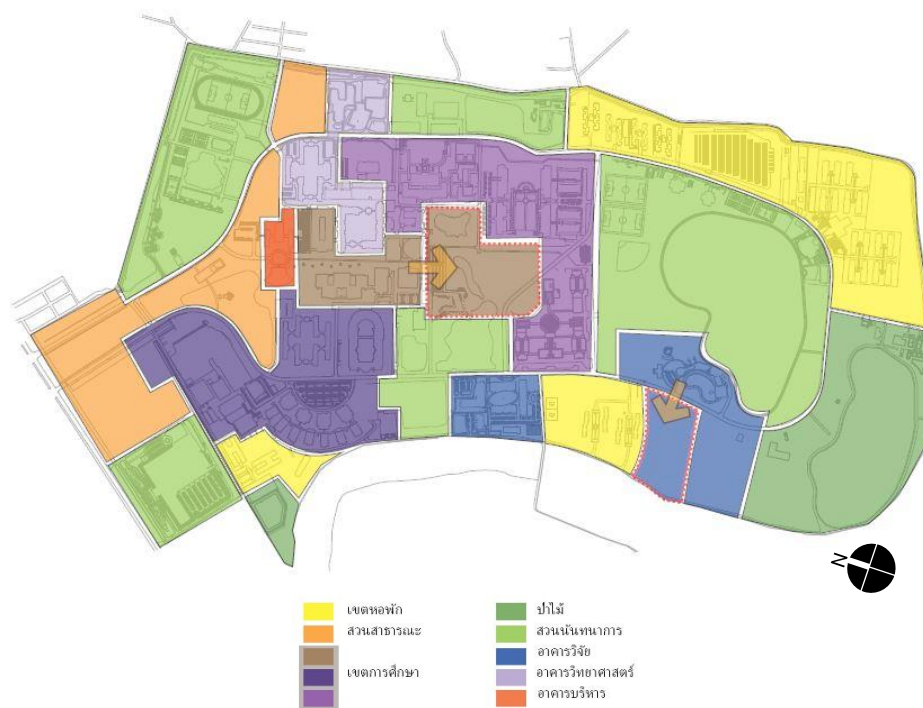 N
เขตหอพัก
สวนสาธารณะ
เขตการศึกษา
ป่าไม้
สวนนันทนาการ
อาคารวิจัย
อาคารวิทยาศาสตร์
อาคารบริหาร